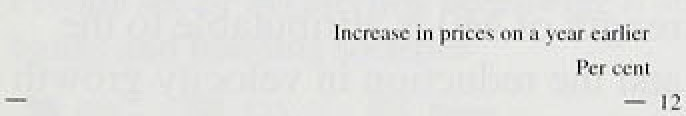 Increase in prices on a year earlier
Per cent
— — 12